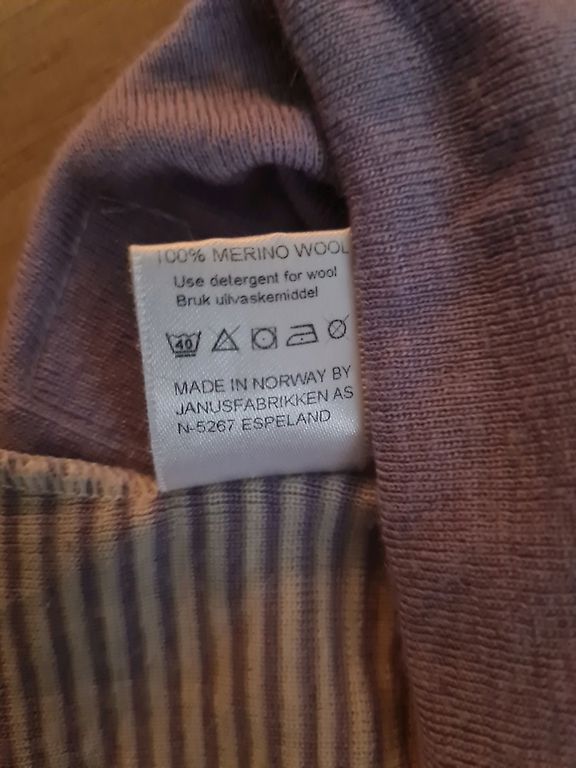 100% MERINO WOOL
Use detergent for wool
Bruk ullvaskemiddel
40
MADE IN NORWAY BY
JANUSFABRIKKEN AS
N-5267 ESPELAND